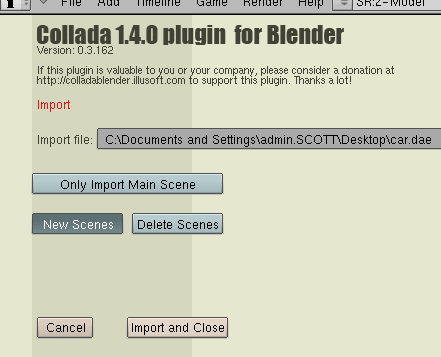 File Add Timeline Game Render Help SR:2-Model
Collada 1.4.0 plugin for Blender
Version: 0.3.162
If this plugin is valuable to you or your company, please consider a donation at
http://colladablender.illusoft.com to support this plugin. Thanks a lot!
Import
Import file: C:\Documents and Settings\admin.SCOTT\Desktop\car.dae
Only Import Main Scene
New Scenes Delete Scenes
Cancel Import and Close